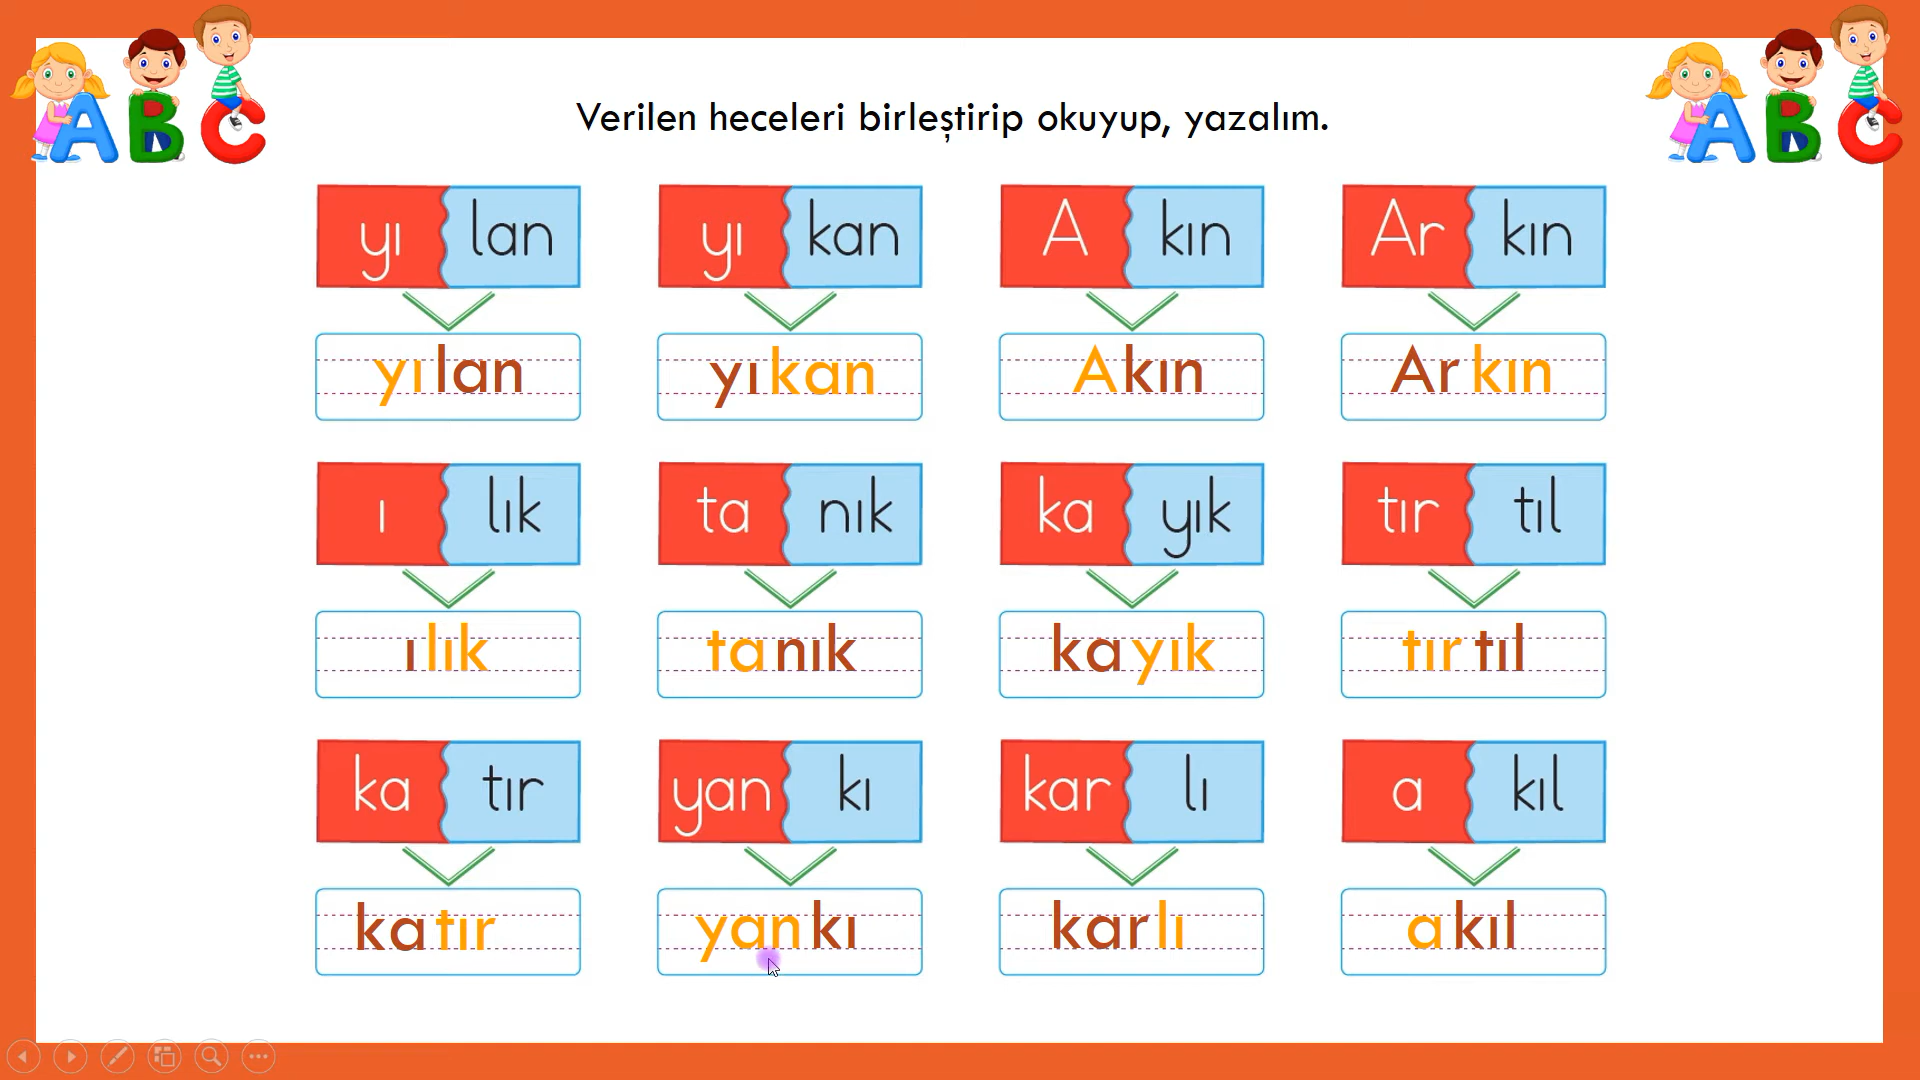 A B C
A B C
Verilen heceleri birleştirip okuyup, yazalım.
yı lan yı kan A kın Ar kın
yılan yıkan Akın Arkın
ı lık ta nık ka yık tır tıl
ılık tanık kayık tırtıl
ka tır yan kı kar lı a kıl
katır yankı karlı akıl